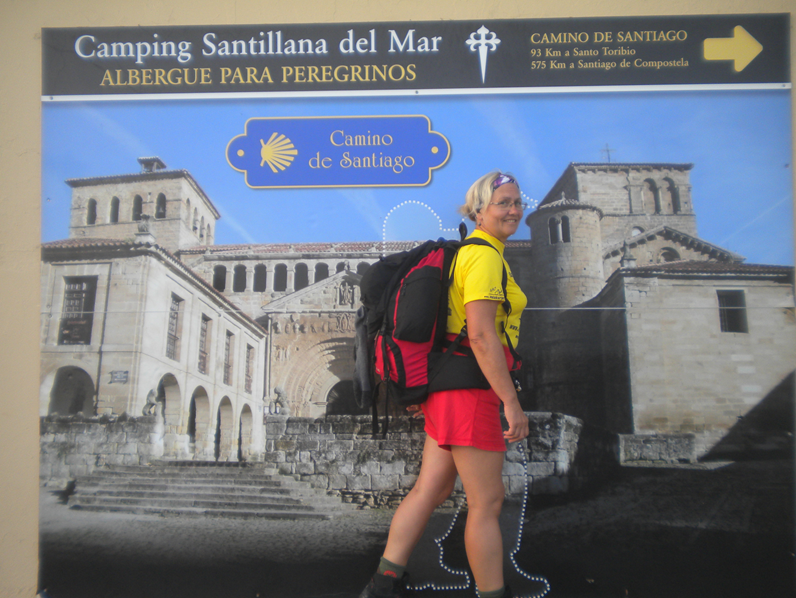 Camping Santillana del Mar
ALBERGUE PARA PEREGRINOS
CAMINO DE SANTIAGO
93 Km a Santo Toribio
575 Km a Santiago de Compostela
Camino
de Santiago